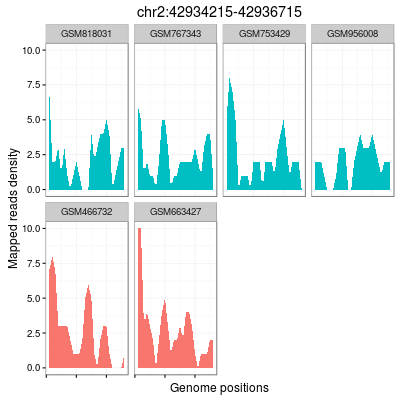 chr2:42934215-42936715
GSM818031 GSM767343 GSM753429 GSM956008
10.0
7.5
5.0
2.5
0.0
Mapped reads density
GSM466732 GSM663427
10.0
7.5
5.0
2.5
0.0
Genome positions